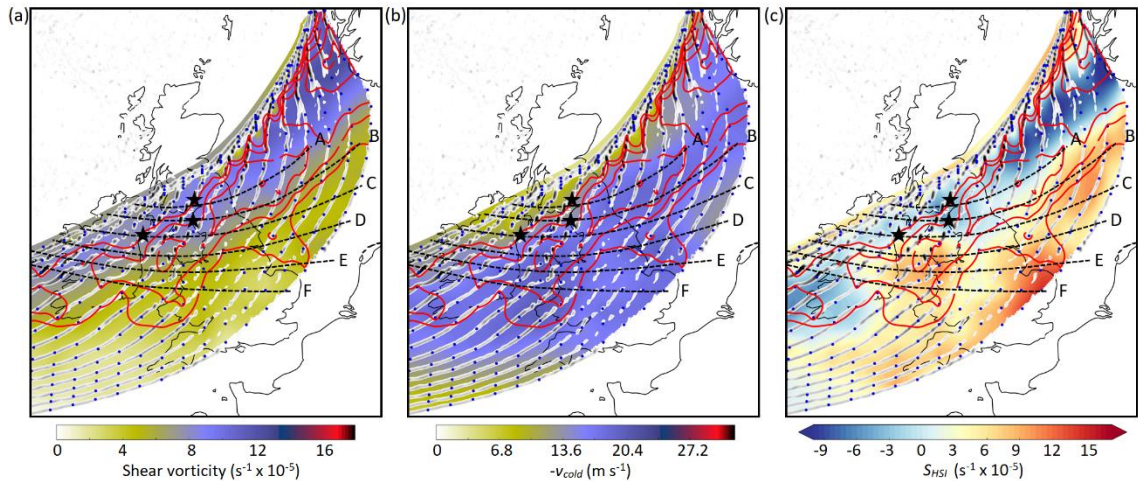 (a)
A
B
C
D
E
F
0 4 8 12 16
Shear vorticity (s⁻¹ x 10⁻⁵)
(b)
A
B
C
D
E
F
0 6.8 13.6 20.4 27.2
-v_cold (m s⁻¹)
(c)
A
B
C
D
E
F
-9 -6 -3 0 3 6 9 12 15
S_HSI (s⁻¹ x 10⁻⁵)